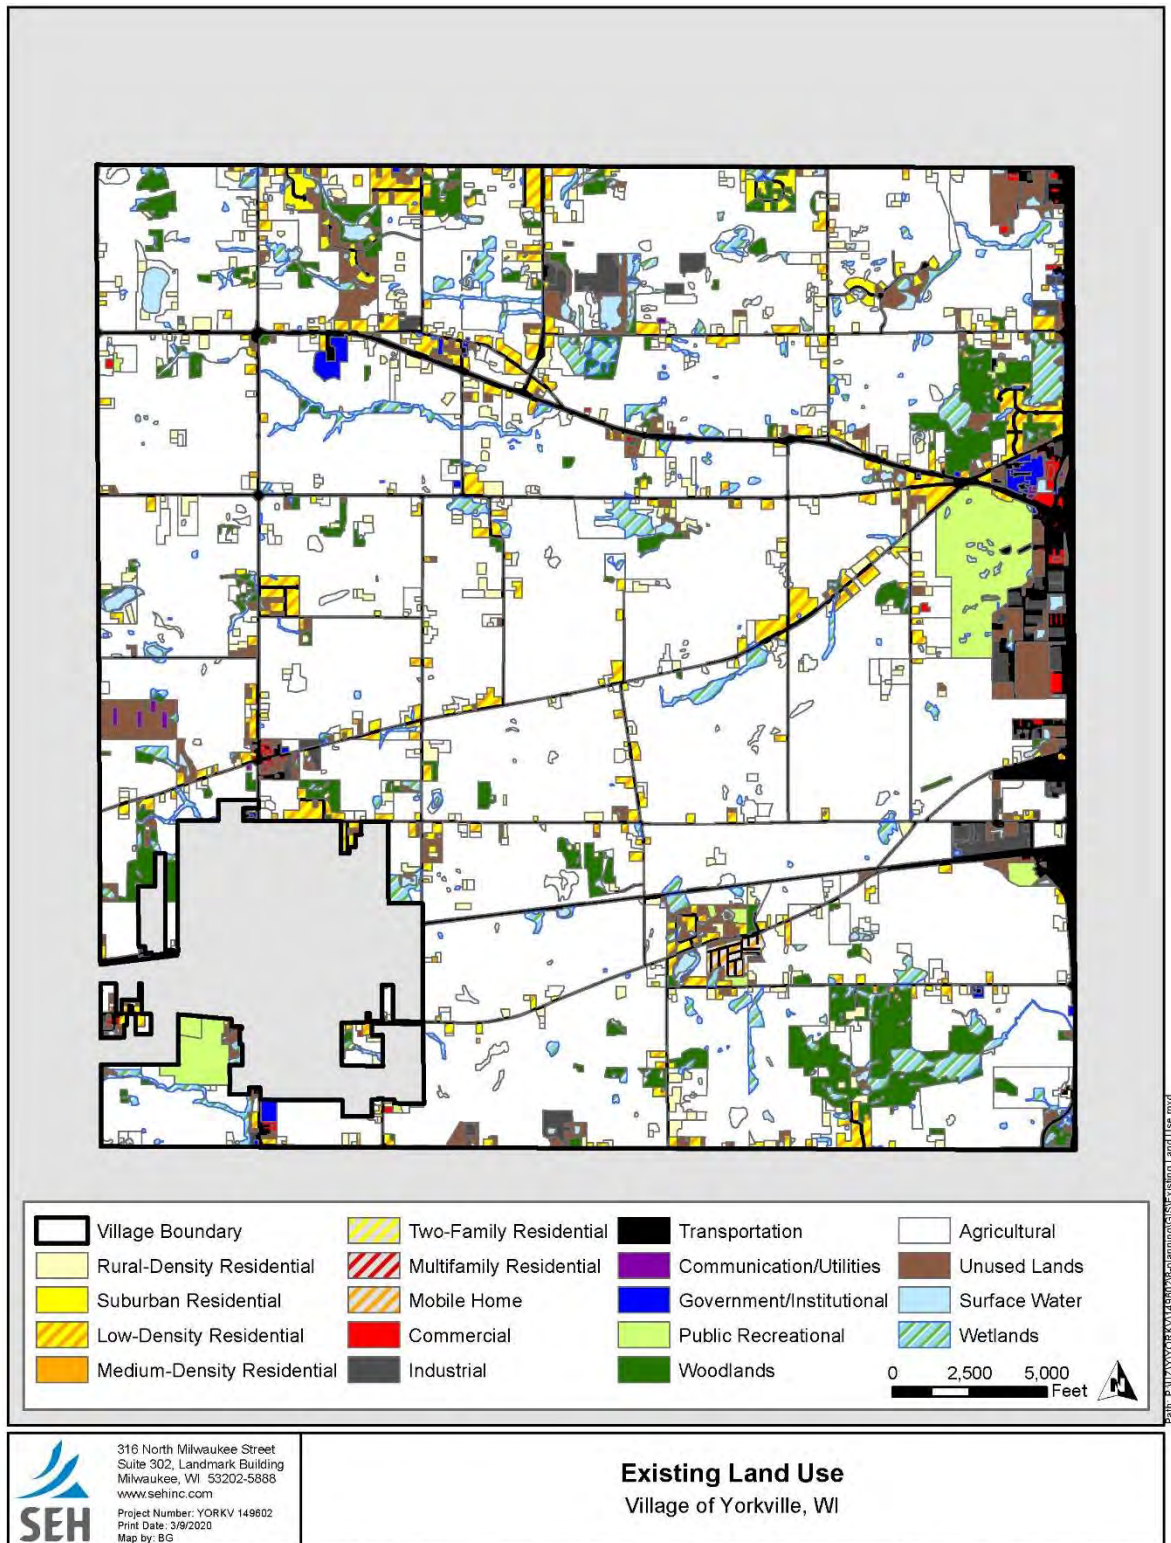 Village Boundary
Rural-Density Residential
Suburban Residential
Low-Density Residential
Medium-Density Residential
Two-Family Residential
Multifamily Residential
Mobile Home
Commercial
Industrial
Transportation
Communication/Utilities
Government/Institutional
Public Recreational
Woodlands
Agricultural
Unused Lands
Surface Water
Wetlands
0 2,500 5,000
Feet
N
316 North Milwaukee Street
Suite 302, Landmark Building
Milwaukee, WI 53202-5888
www.sehinc.com
Project Number: YORKV 149602
Print Date: 3/9/2020
Map by: BG
SEH
Existing Land Use
Village of Yorkville, WI